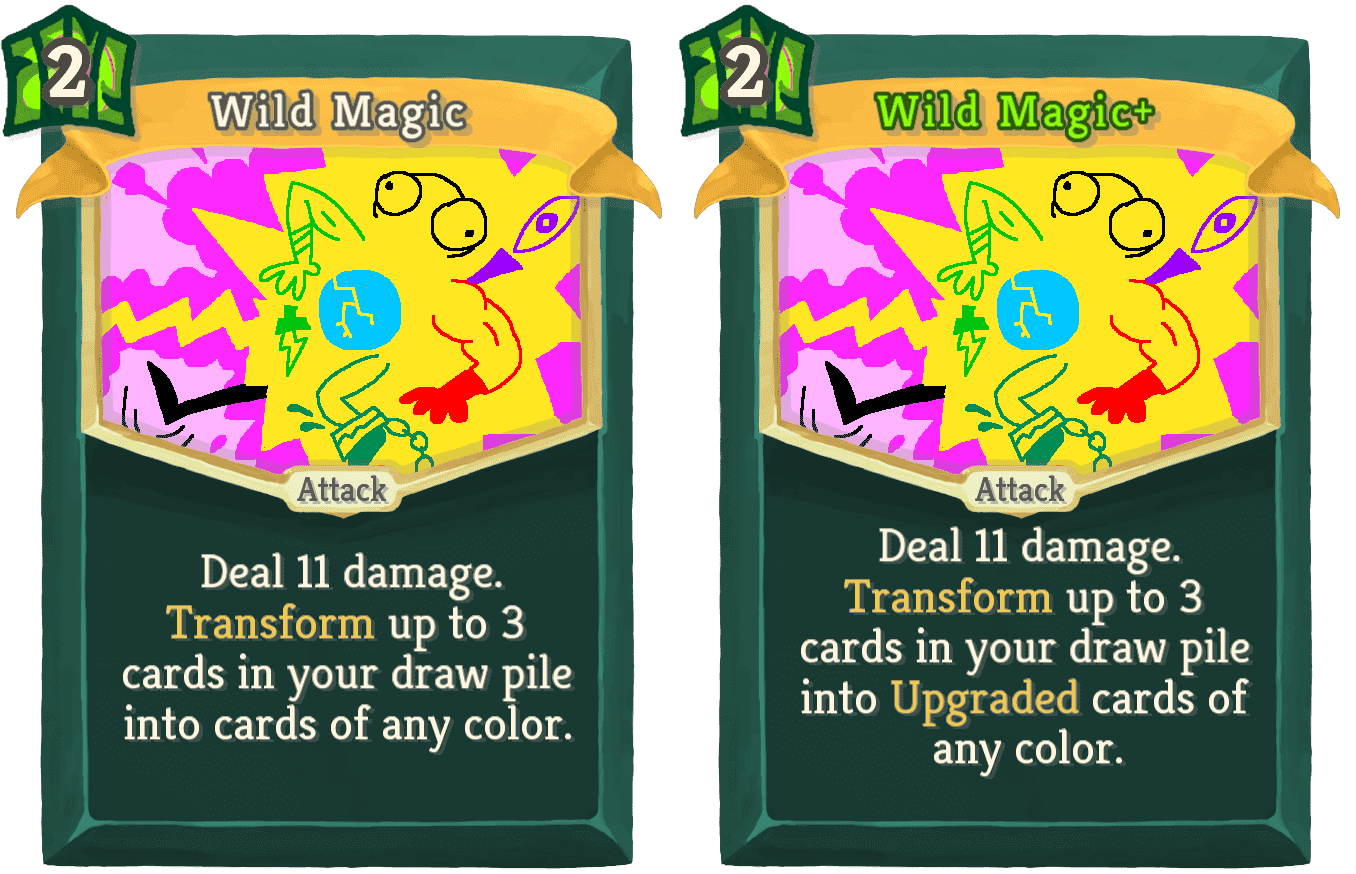 2
Wild Magic
Attack
Deal 11 damage.
Transform up to 3
cards in your draw pile
into cards of any color.
2
Wild Magic+
Attack
Deal 11 damage.
Transform up to 3
cards in your draw pile
into Upgraded cards of
any color.